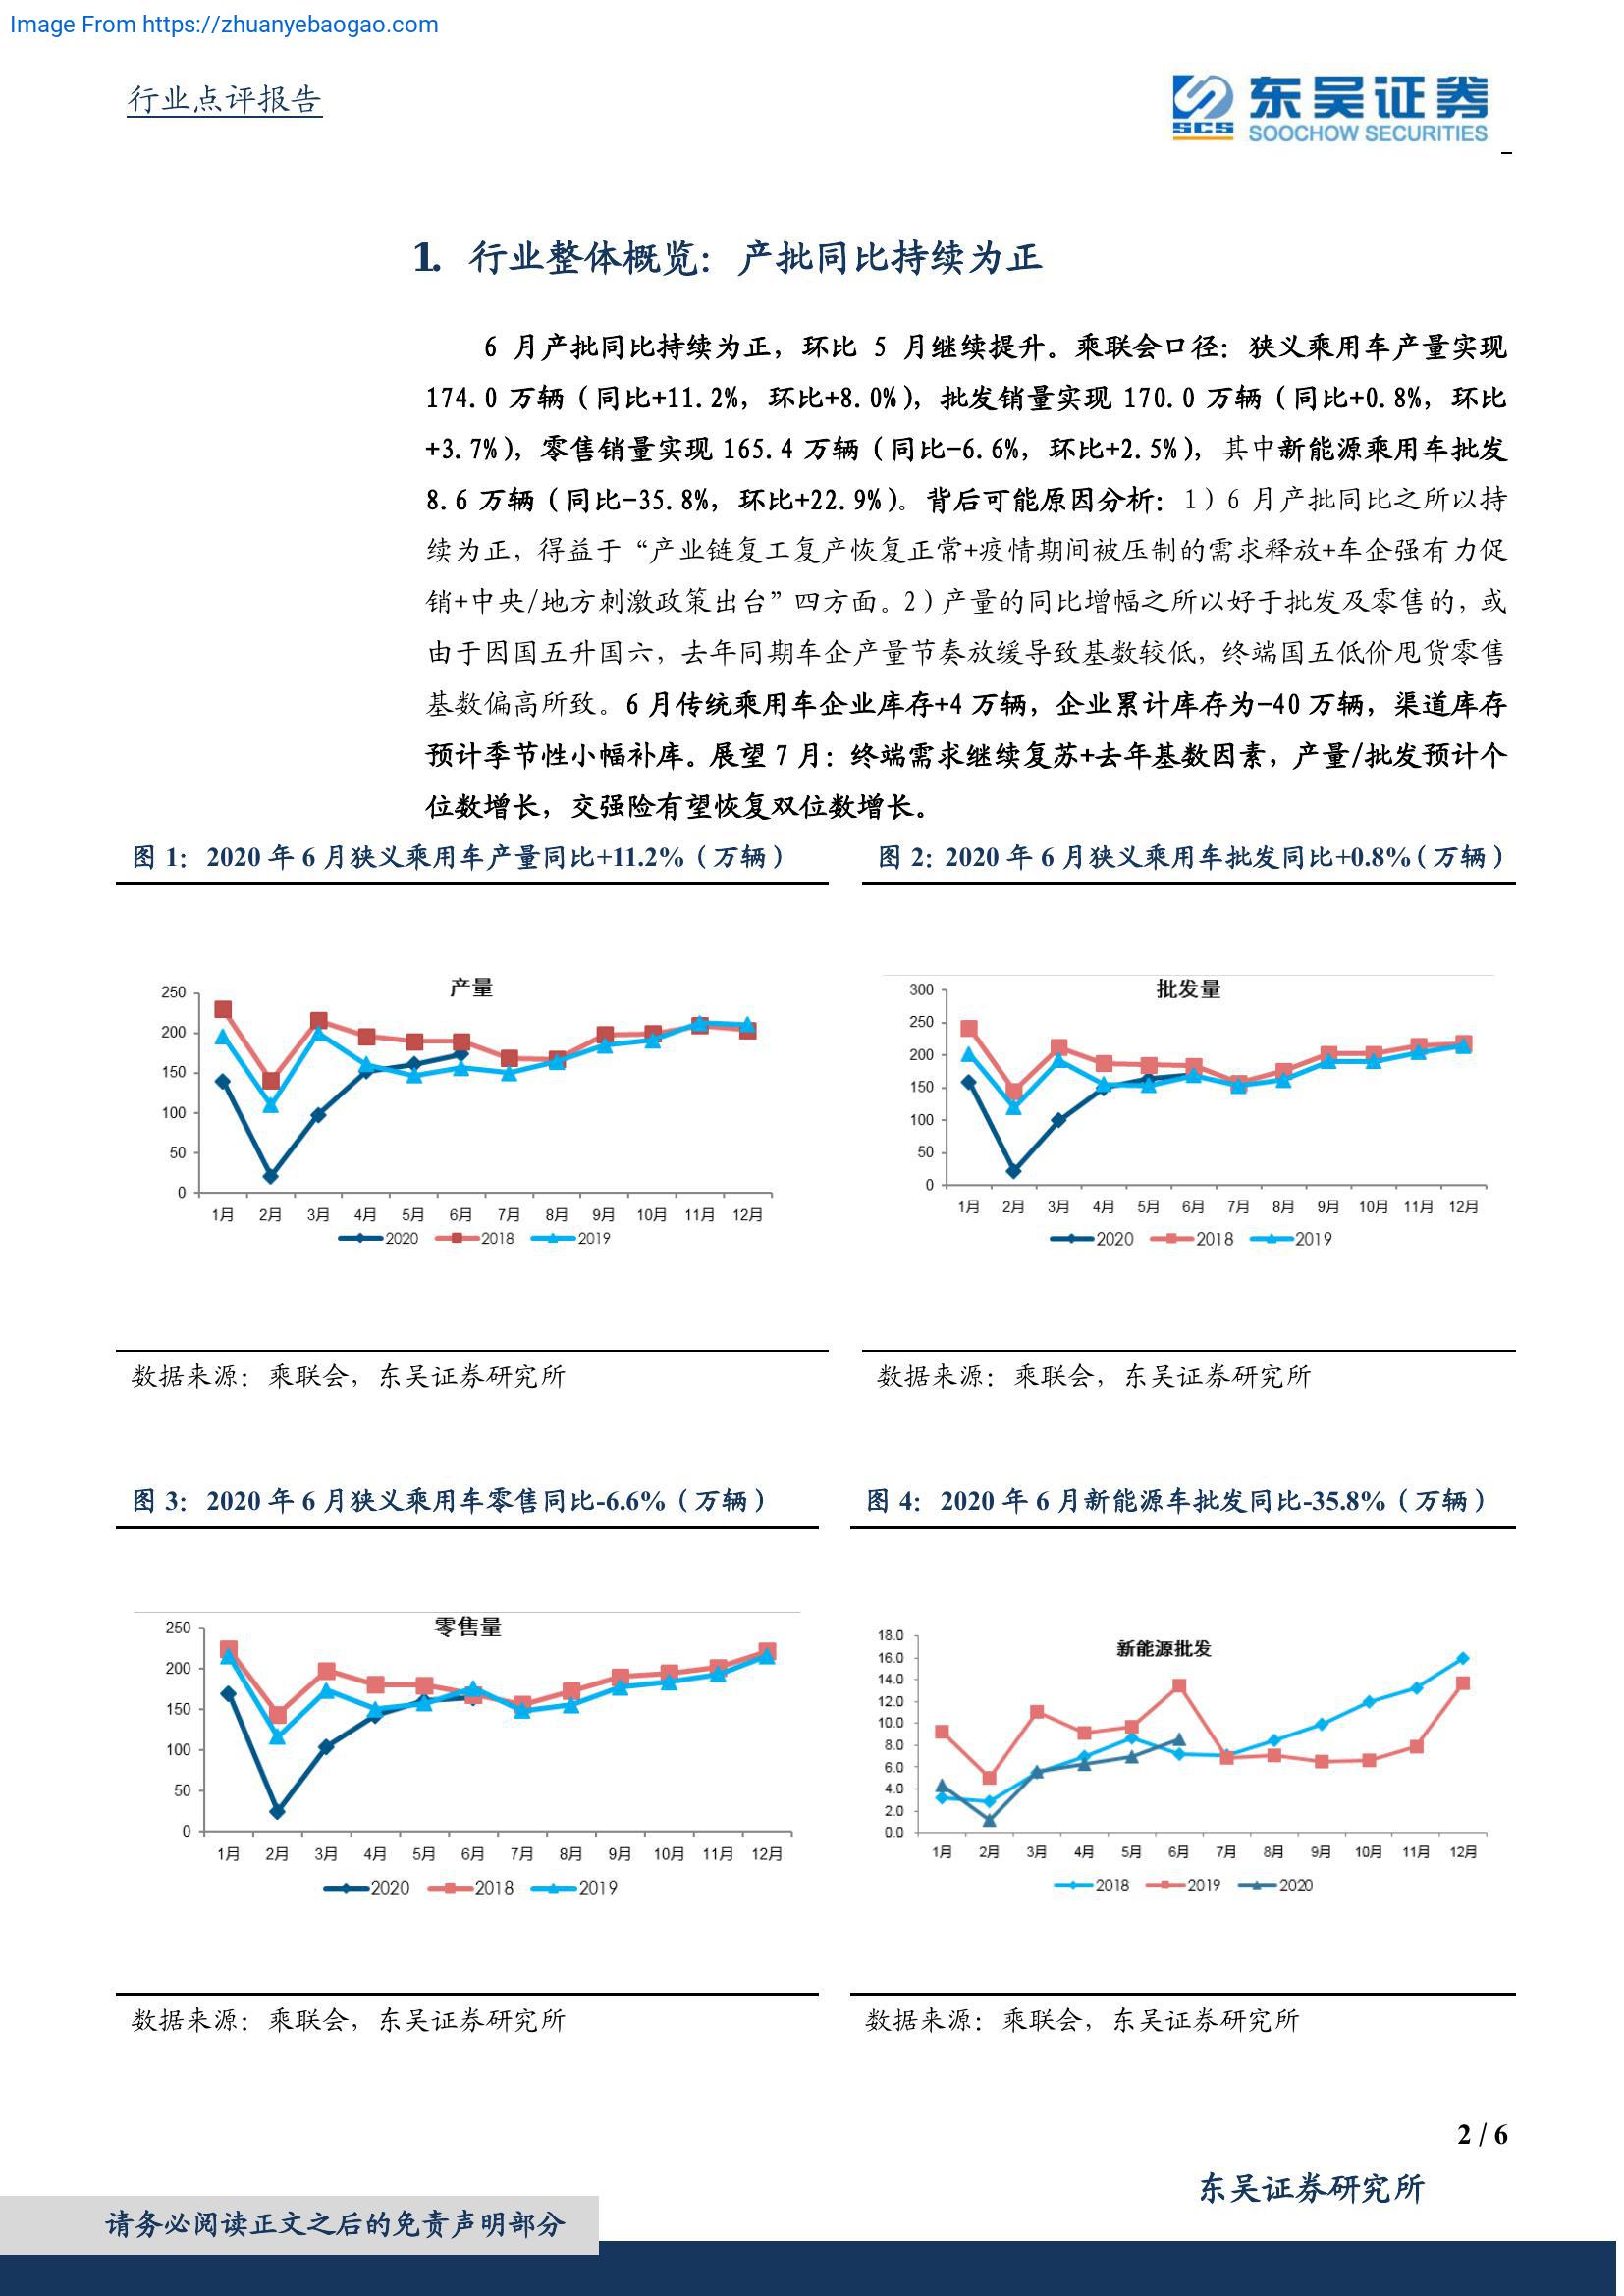 Image From https://zhuanyebaogao.com
行业点评报告
SCS 东吴证券
SOOCHOW SECURITIES
1. 行业整体概览：产批同比持续为正
6 月产批同比持续为正，环比 5 月继续提升。乘联会口径：狭义乘用车产量实现
174.0 万辆（同比+11.2%，环比+8.0%），批发销量实现 170.0 万辆（同比+0.8%，环比
+3.7%），零售销量实现 165.4 万辆（同比-6.6%，环比+2.5%），其中新能源乘用车批发
8.6 万辆（同比-35.8%，环比+22.9%）。背后可能原因分析：1）6 月产批同比之所以持
续为正，得益于“产业链复工复产恢复正常+疫情期间被压制的需求释放+车企强有力促
销+中央/地方刺激政策出台”四方面。2）产量的同比增幅之所以好于批发及零售的，或
由于因国五升国六，去年同期车企产量节奏放缓导致基数较低，终端国五低价甩货零售
基数偏高所致。6 月传统乘用车企业库存+4 万辆，企业累计库存为-40 万辆，渠道库存
预计季节性小幅补库。展望 7 月：终端需求继续复苏+去年基数因素，产量/批发预计个
位数增长，交强险有望恢复双位数增长。
图 1： 2020 年 6 月狭义乘用车产量同比+11.2%（万辆）
产量
250
200
150
100
50
0
1月 2月 3月 4月 5月 6月 7月 8月 9月 10月 11月 12月
2020 2018 2019
数据来源：乘联会，东吴证券研究所
图 2：2020 年 6 月狭义乘用车批发同比+0.8%（万辆）
批发量
300
250
200
150
100
50
0
1月 2月 3月 4月 5月 6月 7月 8月 9月 10月 11月 12月
2020 2018 2019
数据来源：乘联会，东吴证券研究所
图 3： 2020 年 6 月狭义乘用车零售同比-6.6%（万辆）
零售量
250
200
150
100
50
0
1月 2月 3月 4月 5月 6月 7月 8月 9月 10月 11月 12月
2020 2018 2019
数据来源：乘联会，东吴证券研究所
图 4： 2020 年 6 月新能源车批发同比-35.8%（万辆）
新能源批发
18.0
16.0
14.0
12.0
10.0
8.0
6.0
4.0
2.0
0.0
1月 2月 3月 4月 5月 6月 7月 8月 9月 10月 11月 12月
2018 2019 2020
数据来源：乘联会，东吴证券研究所
2 / 6
东吴证券研究所
请务必阅读正文之后的免责声明部分